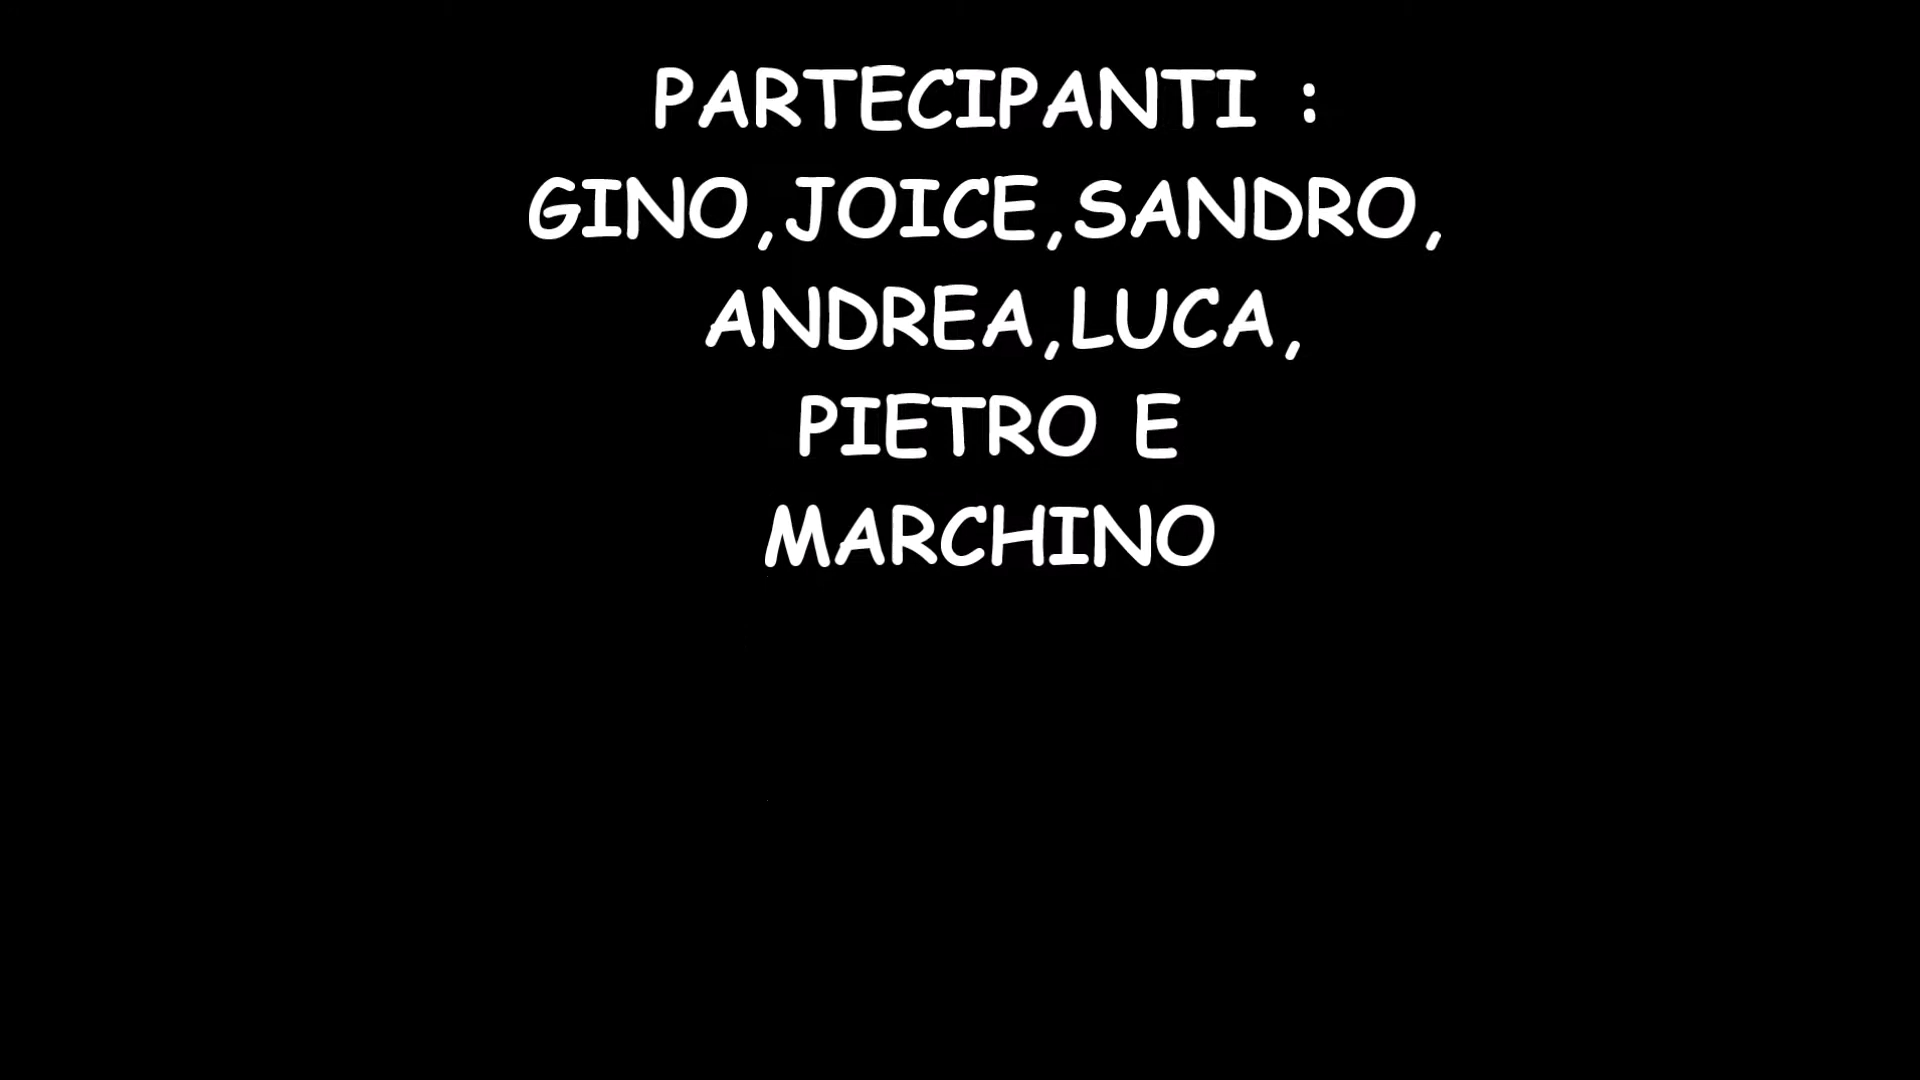 PARTECIPANTI :
GINO,JOICE,SANDRO,
ANDREA,LUCA,
PIETRO E
MARCHINO